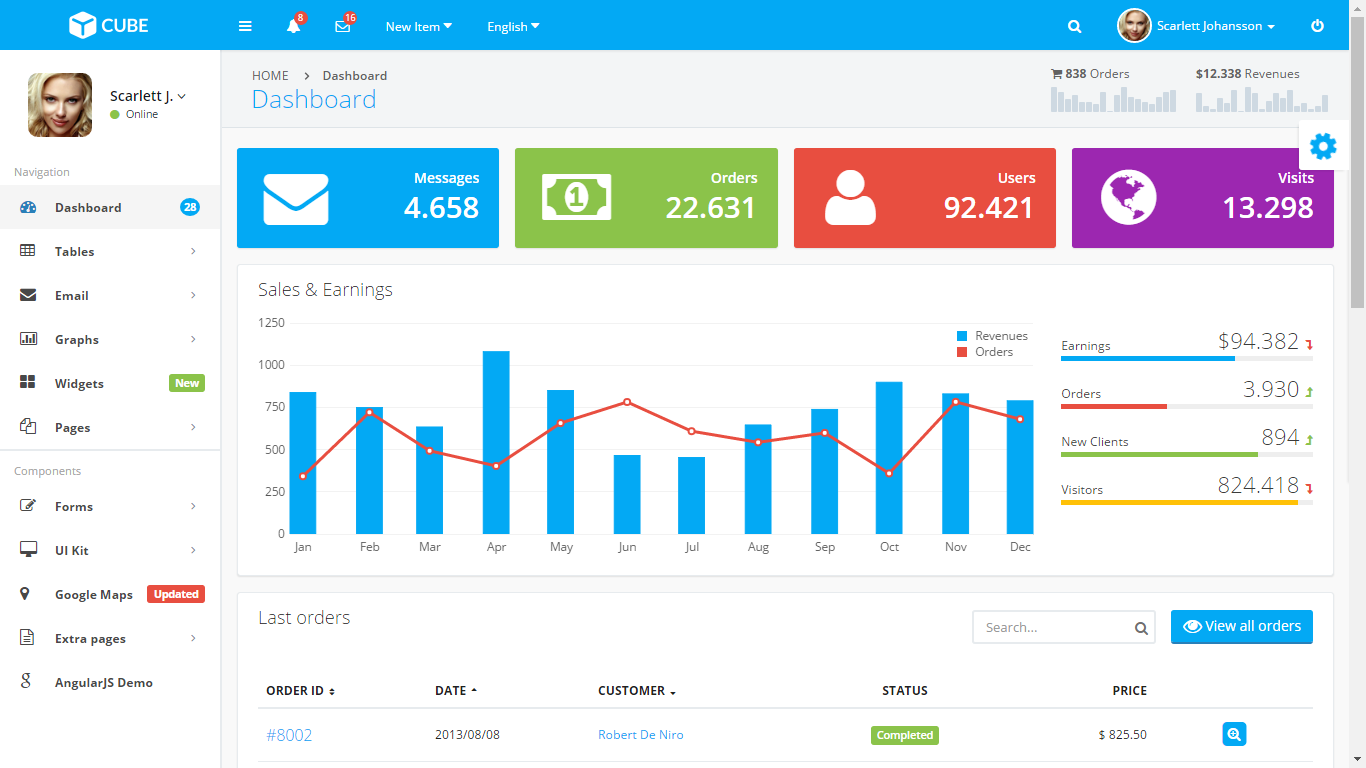 CUBE
8
16
New Item
English
Scarlett Johansson
Scarlett J.
Online
Navigation
Dashboard
28
Tables
Email
Graphs
Widgets
New
Pages
Components
Forms
UI Kit
Google Maps
Updated
Extra pages
AngularJS Demo
HOME > Dashboard
Dashboard
838 Orders
$12.338 Revenues
Messages
4.658
Orders
22.631
Users
92.421
Visits
13.298
Sales & Earnings
1250
1000
750
500
250
0
Jan Feb Mar Apr May Jun Jul Aug Sep Oct Nov Dec
Revenues
Orders
Earnings $94.382
Orders 3.930
New Clients 894
Visitors 824.418
Last orders
Search...
View all orders
ORDER ID DATE CUSTOMER STATUS PRICE
#8002 2013/08/08 Robert De Niro Completed $ 825.50